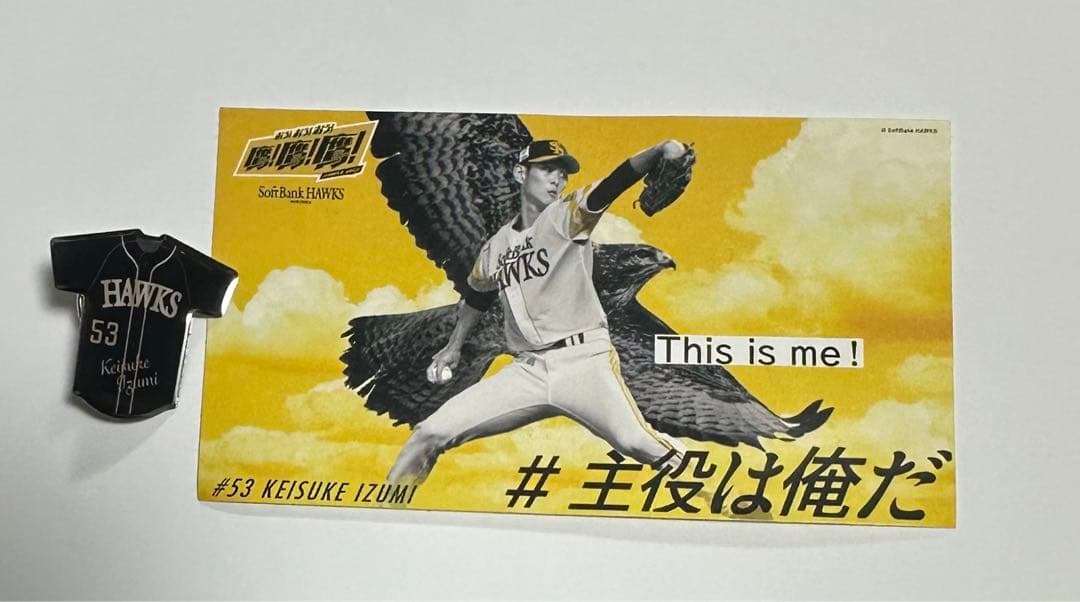 鷹!鷹!鷹!
SoftBank HAWKS
© SoftBank HAWKS
HAWKS
53
Keisuke
Izumi
SoftBank
HAWKS
This is me!
#53 KEISUKE IZUMI
#主役は俺だ